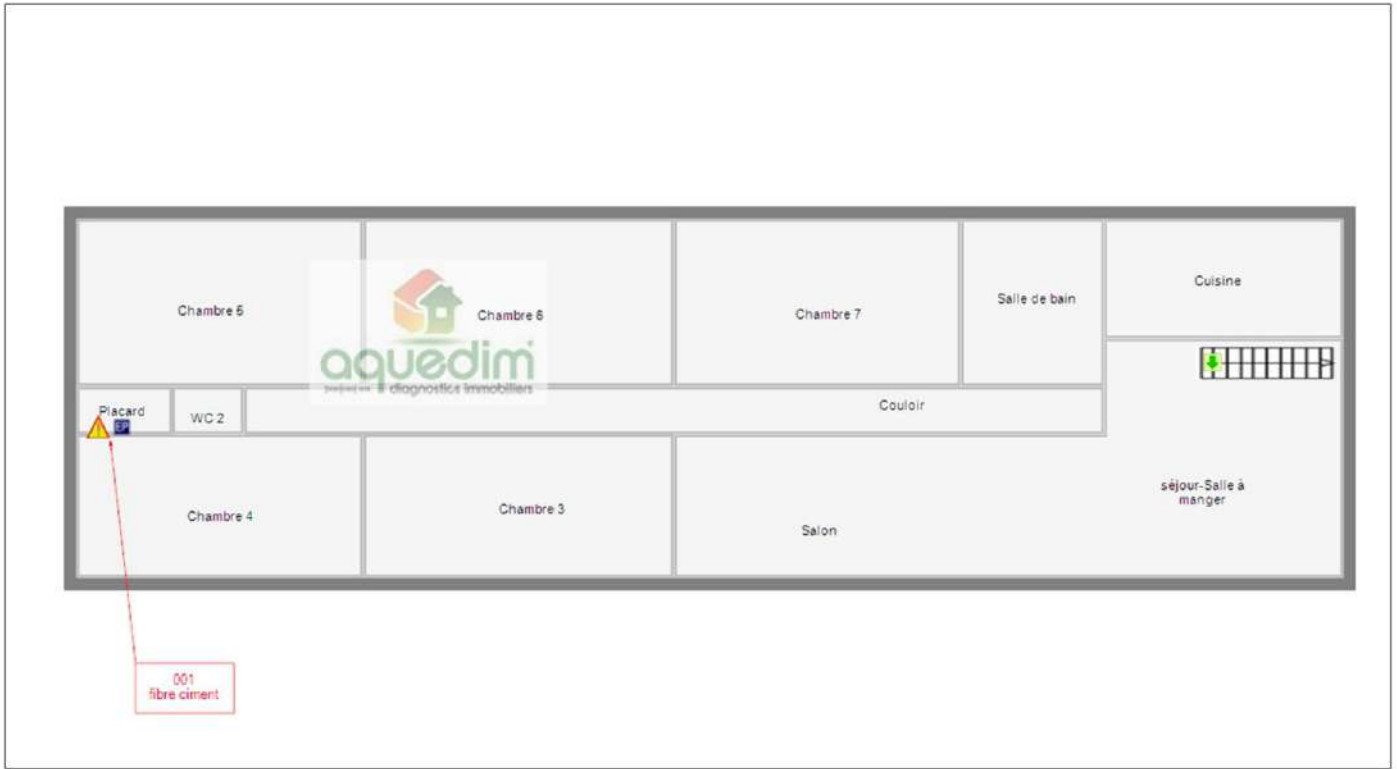 Chambre 5
Chambre 6
Chambre 7
Salle de bain
Cuisine
aquedim
diagnostics immobiliers
Placard
EP
WC 2
Couloir
Chambre 4
Chambre 3
Salon
séjour-Salle à
manger
001
fibre ciment